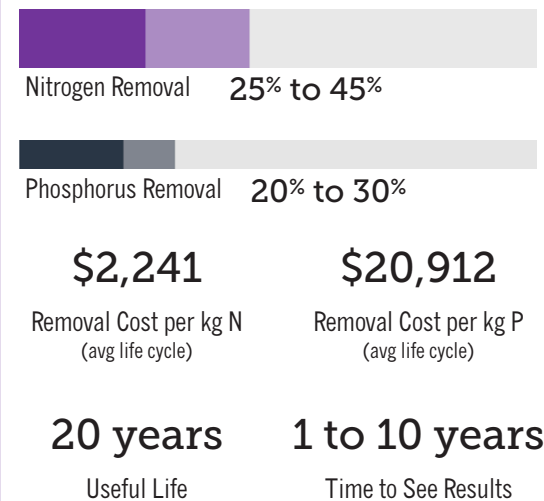 Nitrogen Removal 25% to 45%
Phosphorus Removal 20% to 30%
$2,241 $20,912
Removal Cost per kg N Removal Cost per kg P
(avg life cycle) (avg life cycle)
20 years 1 to 10 years
Useful Life Time to See Results